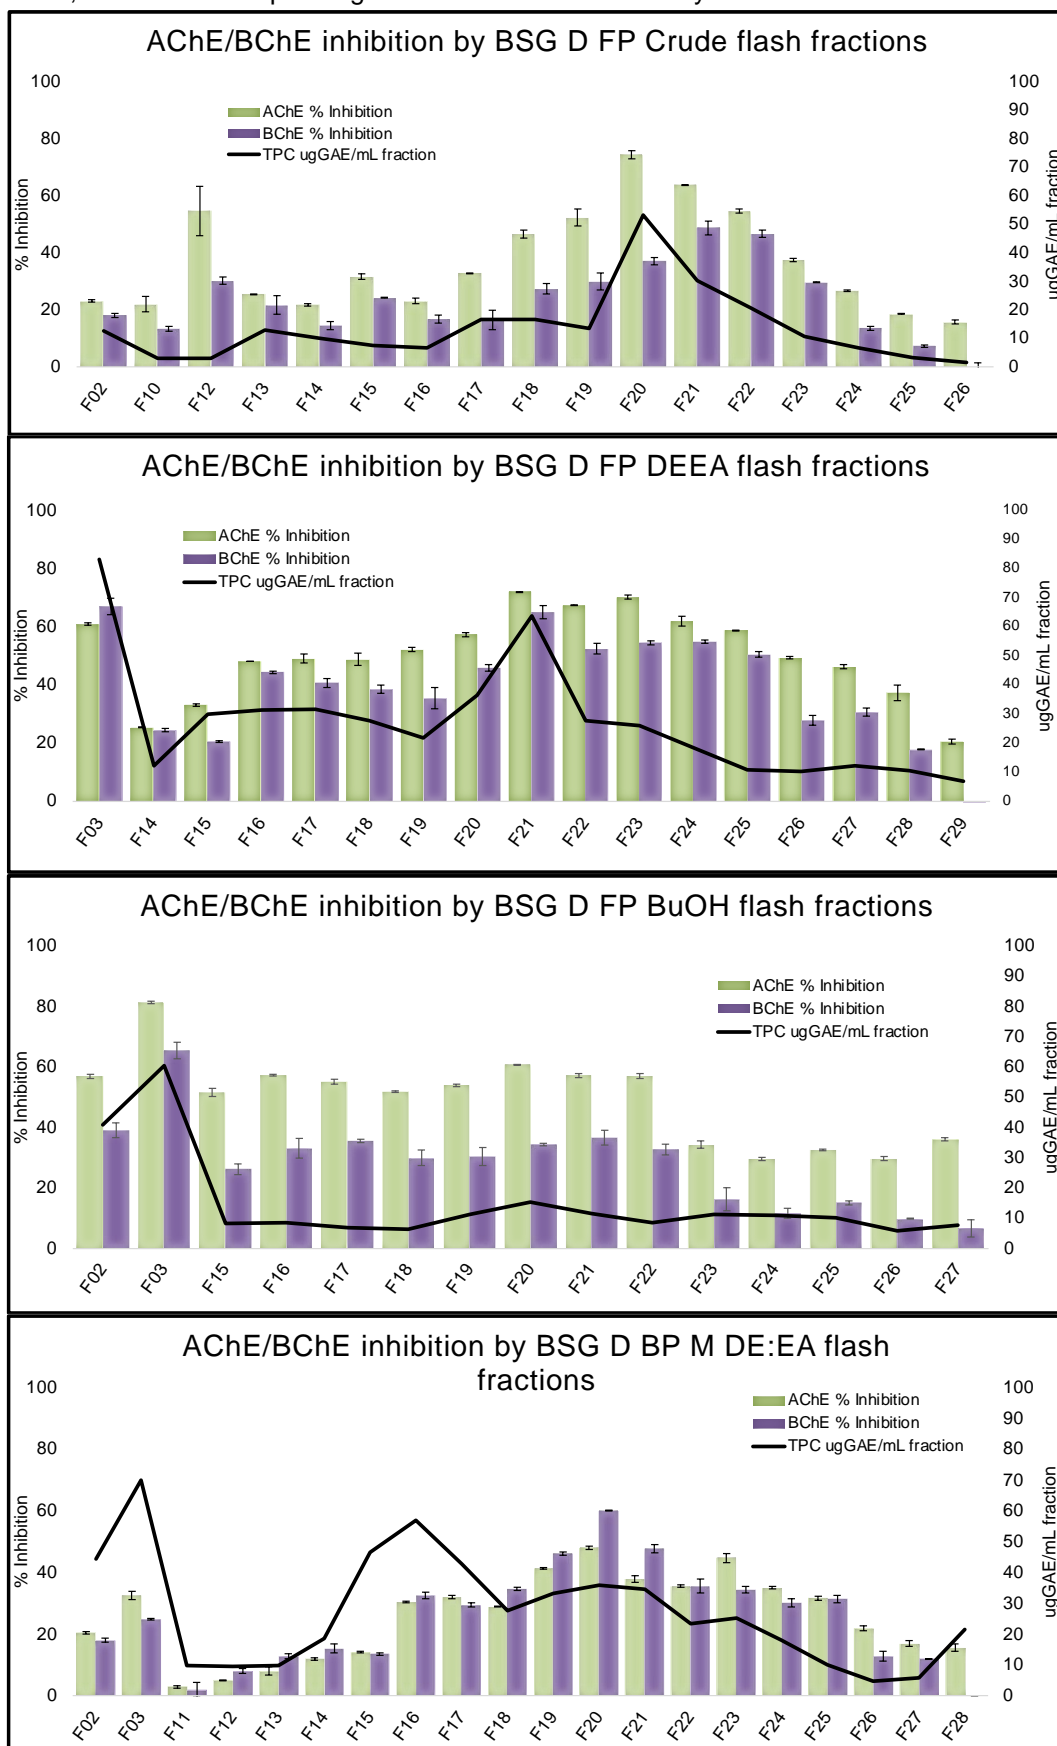 AChE/BChE inhibition by BSG D FP Crude flash fractions
100
80
60
40
20
0
% Inhibition
AChE % Inhibition
BChE % Inhibition
TPC ugGAE/mL fraction
100
90
80
70
60
50
40
30
20
10
0
ugGAE/mL fraction
F02 F10 F12 F13 F14 F15 F16 F17 F18 F19 F20 F21 F22 F23 F24 F25 F26
AChE/BChE inhibition by BSG D FP DEEA flash fractions
100
80
60
40
20
0
% Inhibition
AChE % Inhibition
BChE % Inhibition
TPC ugGAE/mL fraction
100
90
80
70
60
50
40
30
20
10
0
ugGAE/mL fraction
F03 F14 F15 F16 F17 F18 F19 F20 F21 F22 F23 F24 F25 F26 F27 F28 F29
AChE/BChE inhibition by BSG D FP BuOH flash fractions
100
80
60
40
20
0
% Inhibition
AChE % Inhibition
BChE % Inhibition
TPC ugGAE/mL fraction
100
90
80
70
60
50
40
30
20
10
0
ugGAE/mL fraction
F02 F03 F15 F16 F17 F18 F19 F20 F21 F22 F23 F24 F25 F26 F27
AChE/BChE inhibition by BSG D BP M DE:EA flash
fractions
100
80
60
40
20
0
% Inhibition
AChE % Inhibition
BChE % Inhibition
TPC ugGAE/mL fraction
100
90
80
70
60
50
40
30
20
10
0
ugGAE/mL fraction
F02 F03 F11 F12 F13 F14 F15 F16 F17 F18 F19 F20 F21 F22 F23 F24 F25 F26 F27 F28